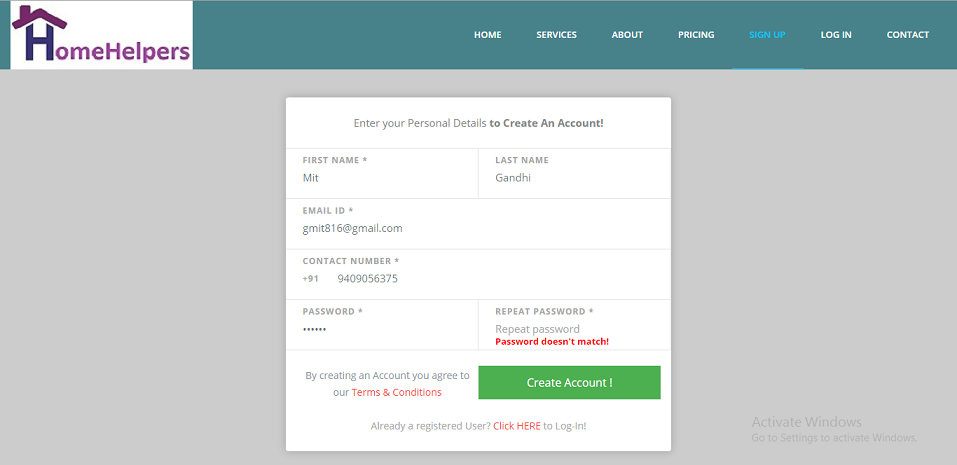 HomeHelpers
HOME SERVICES ABOUT PRICING SIGN UP LOG IN CONTACT
Enter your Personal Details to Create An Account!
FIRST NAME * LAST NAME
Mit Gandhi
EMAIL ID *
gmit816@gmail.com
CONTACT NUMBER *
+91 9409056375
PASSWORD * REPEAT PASSWORD *
•••••• Repeat password
Password doesn't match!
By creating an Account you agree to
our Terms & Conditions
Create Account !
Already a registered User? Click HERE to Log-In!
Activate Windows
Go to Settings to activate Windows.